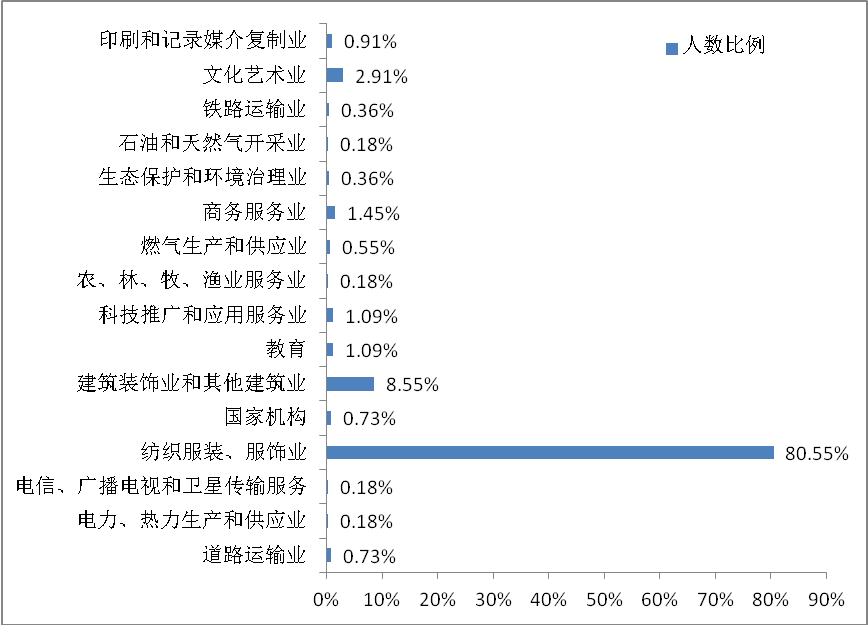 印刷和记录媒介复制业 0.91%
人数比例
文化艺术业 2.91%
铁路运输业 0.36%
石油和天然气开采业 0.18%
生态保护和环境治理业 0.36%
商务服务业 1.45%
燃气生产和供应业 0.55%
农、林、牧、渔业服务业 0.18%
科技推广和应用服务业 1.09%
教育 1.09%
建筑装饰业和其他建筑业 8.55%
国家机构 0.73%
纺织服装、服饰业 80.55%
电信、广播电视和卫星传输服务 0.18%
电力、热力生产和供应业 0.18%
道路运输业 0.73%
0% 10% 20% 30% 40% 50% 60% 70% 80% 90%